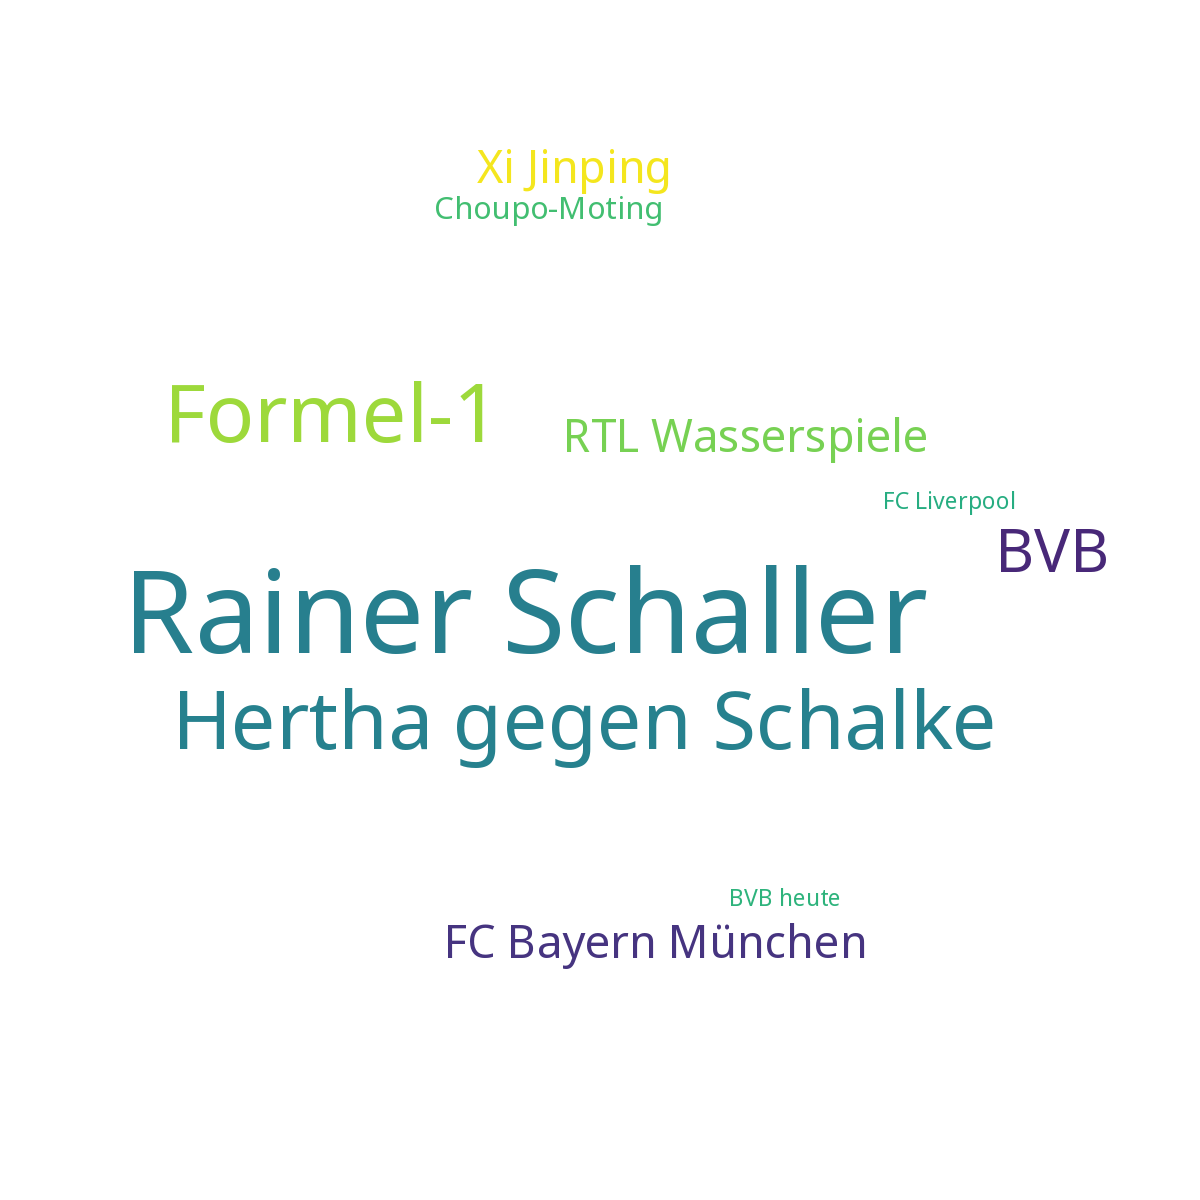 Xi Jinping
Choupo-Moting
Formel-1
RTL Wasserspiele
FC Liverpool
BVB
Rainer Schaller
Hertha gegen Schalke
BVB heute
FC Bayern München